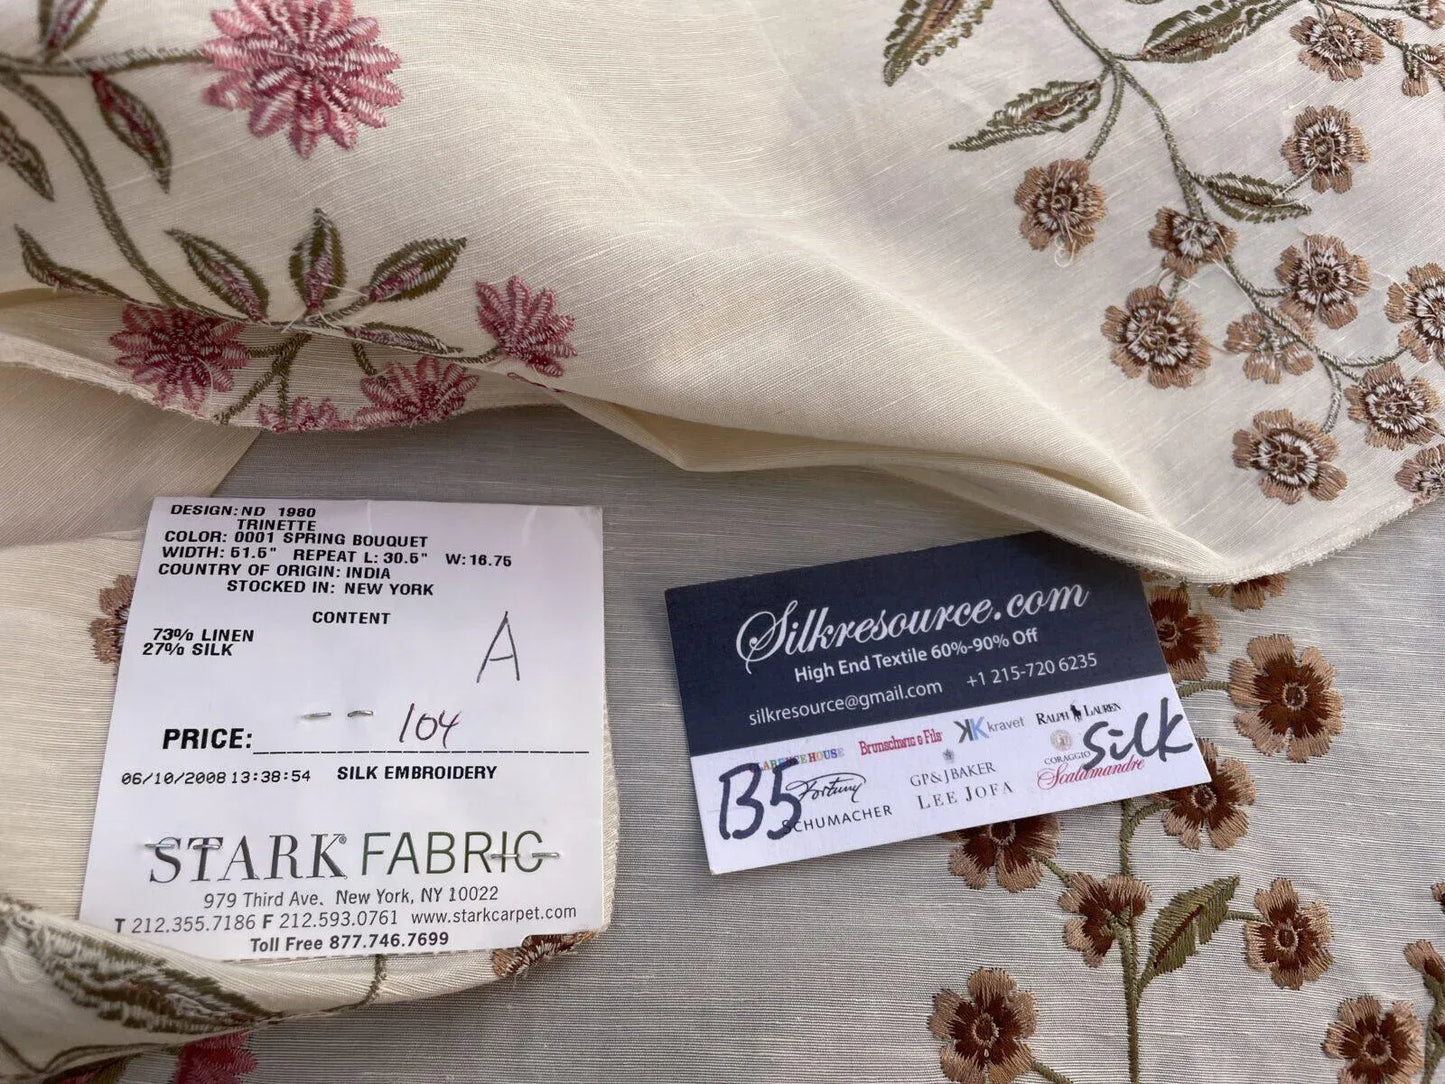 DESIGN: ND 1980
TRINETTE
COLOR: 0001 SPRING BOUQUET
WIDTH: 51.5" REPEAT L: 30.5" W: 16.75
COUNTRY OF ORIGIN: INDIA
STOCKED IN: NEW YORK
CONTENT
73% LINEN
27% SILK
A
PRICE: 104
06/10/2008 13:38:54 SILK EMBROIDERY
STARK® FABRIC
979 Third Ave. New York, NY 10022
T 212.355.7186 F 212.593.0761 www.starkcarpet.com
Toll Free 877.746.7699
Silkresource.com
High End Textile 60%-90% Off
silkresource@gmail.com +1 215-720 6235
CLARENCE HOUSE Brunschwig & Fils kravet RALPH LAUREN
B5 Fortuny GP&J BAKER CORAGGIO silk
SCHUMACHER LEE JOFA Scalamandre